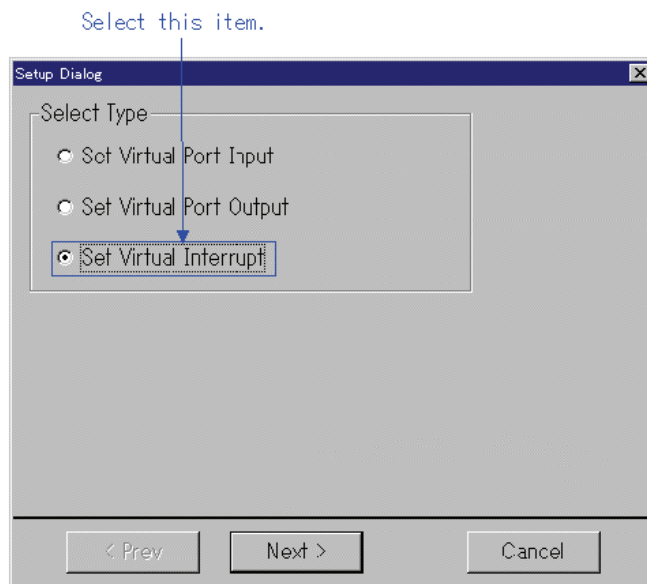 Select this item.
Setup Dialog
Select Type
Set Virtual Port Input
Set Virtual Port Output
Set Virtual Interrupt
< Prev
Next >
Cancel